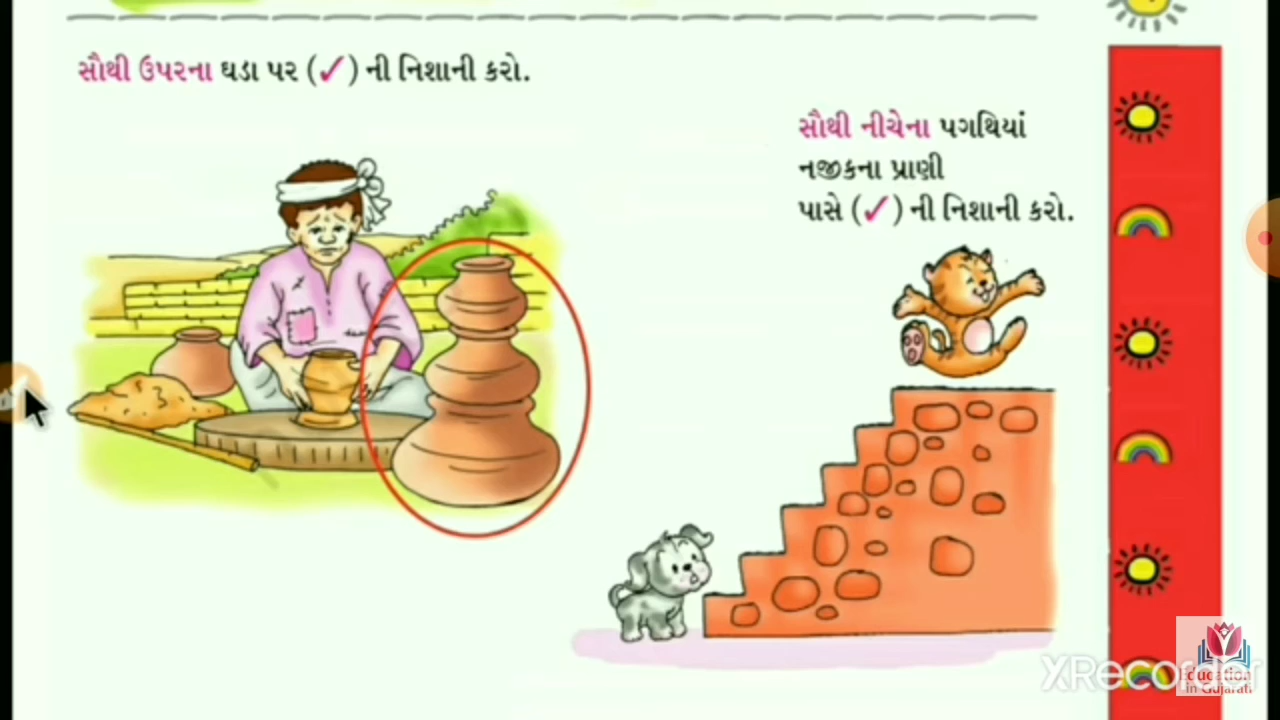 સૌથી ઉપરના ઘડા પર (✓) ની નિશાની કરો.
સૌથી નીચેના પગથિયાં
નજીકના પ્રાણી
પાસે (✓) ની નિશાની કરો.
XRecorder
Education
in Gujarati